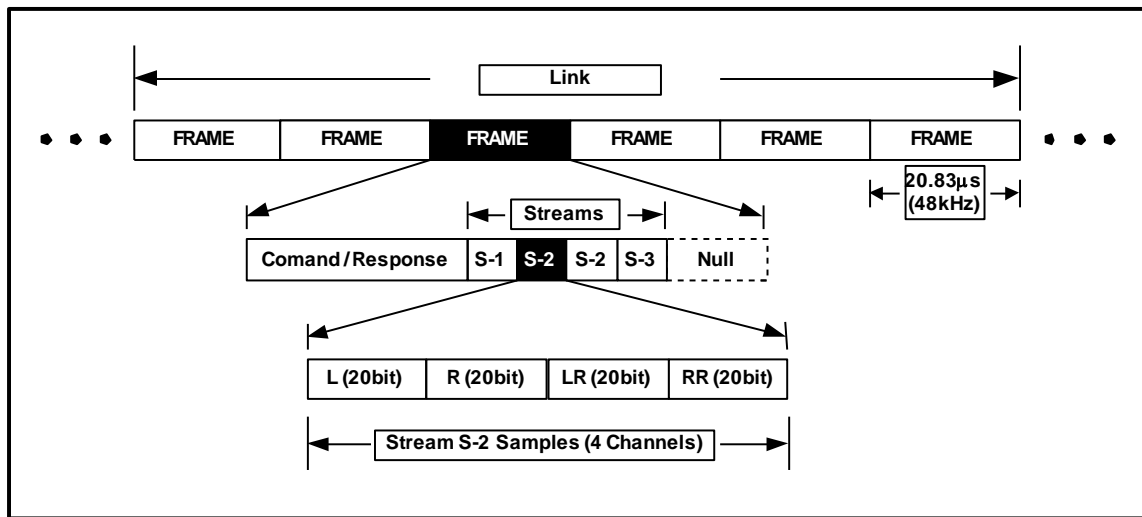 Link
FRAME FRAME FRAME FRAME FRAME FRAME
20.83μs
(48kHz)
Streams
Comand/Response S-1 S-2 S-2 S-3 Null
L (20bit) R (20bit) LR (20bit) RR (20bit)
Stream S-2 Samples (4 Channels)